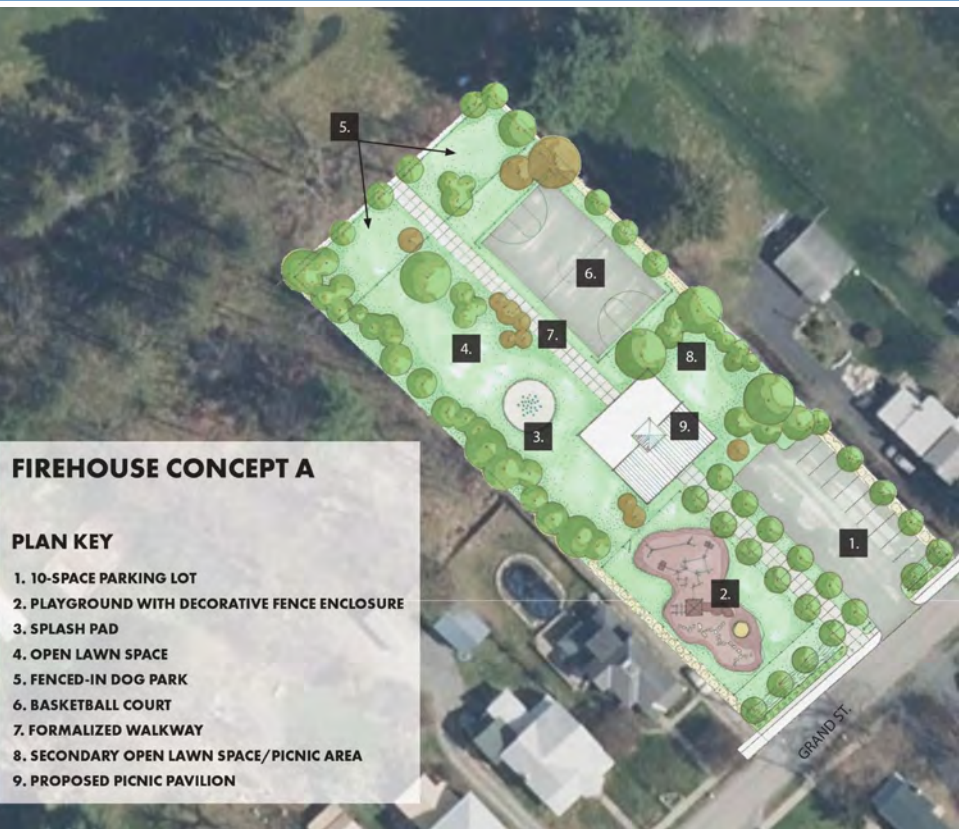 5.
6.
7.
4.
8.
9.
3.
1.
2.
GRAND ST.
FIREHOUSE CONCEPT A
PLAN KEY
1. 10-SPACE PARKING LOT
2. PLAYGROUND WITH DECORATIVE FENCE ENCLOSURE
3. SPLASH PAD
4. OPEN LAWN SPACE
5. FENCED-IN DOG PARK
6. BASKETBALL COURT
7. FORMALIZED WALKWAY
8. SECONDARY OPEN LAWN SPACE/PICNIC AREA
9. PROPOSED PICNIC PAVILION